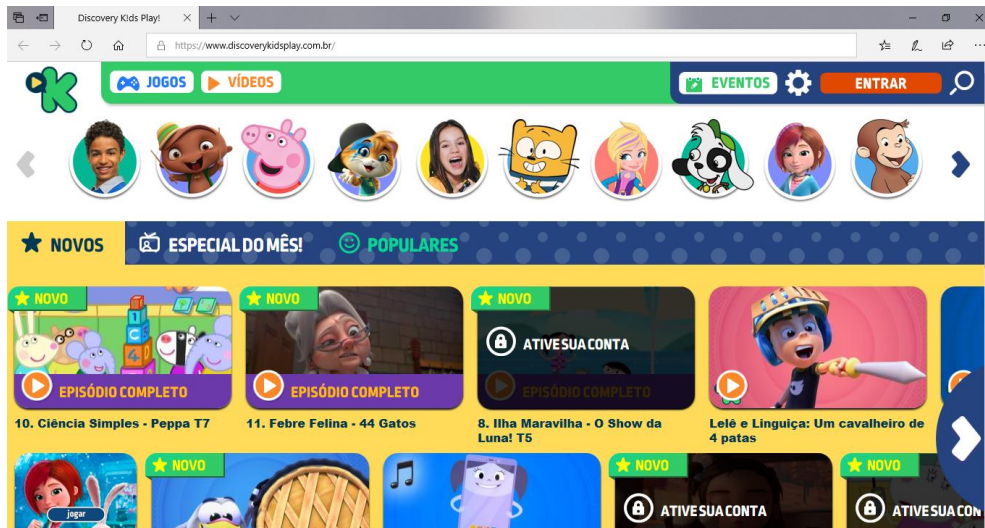 Discovery K!ds Play!
https://www.discoverykidsplay.com.br/
JOGOS
VÍDEOS
EVENTOS
ENTRAR
NOVOS
ESPECIAL DO MÊS!
POPULARES
NOVO
EPISÓDIO COMPLETO
10. Ciência Simples - Peppa T7
NOVO
EPISÓDIO COMPLETO
11. Febre Felina - 44 Gatos
NOVO
ATIVE SUA CONTA
EPISÓDIO COMPLETO
8. Ilha Maravilha - O Show da
Luna! T5
Lelê e Linguiça: Um cavalheiro de
4 patas
jogar
NOVO
NOVO
ATIVE SUA CONTA
NOVO
ATIVE SUA CON